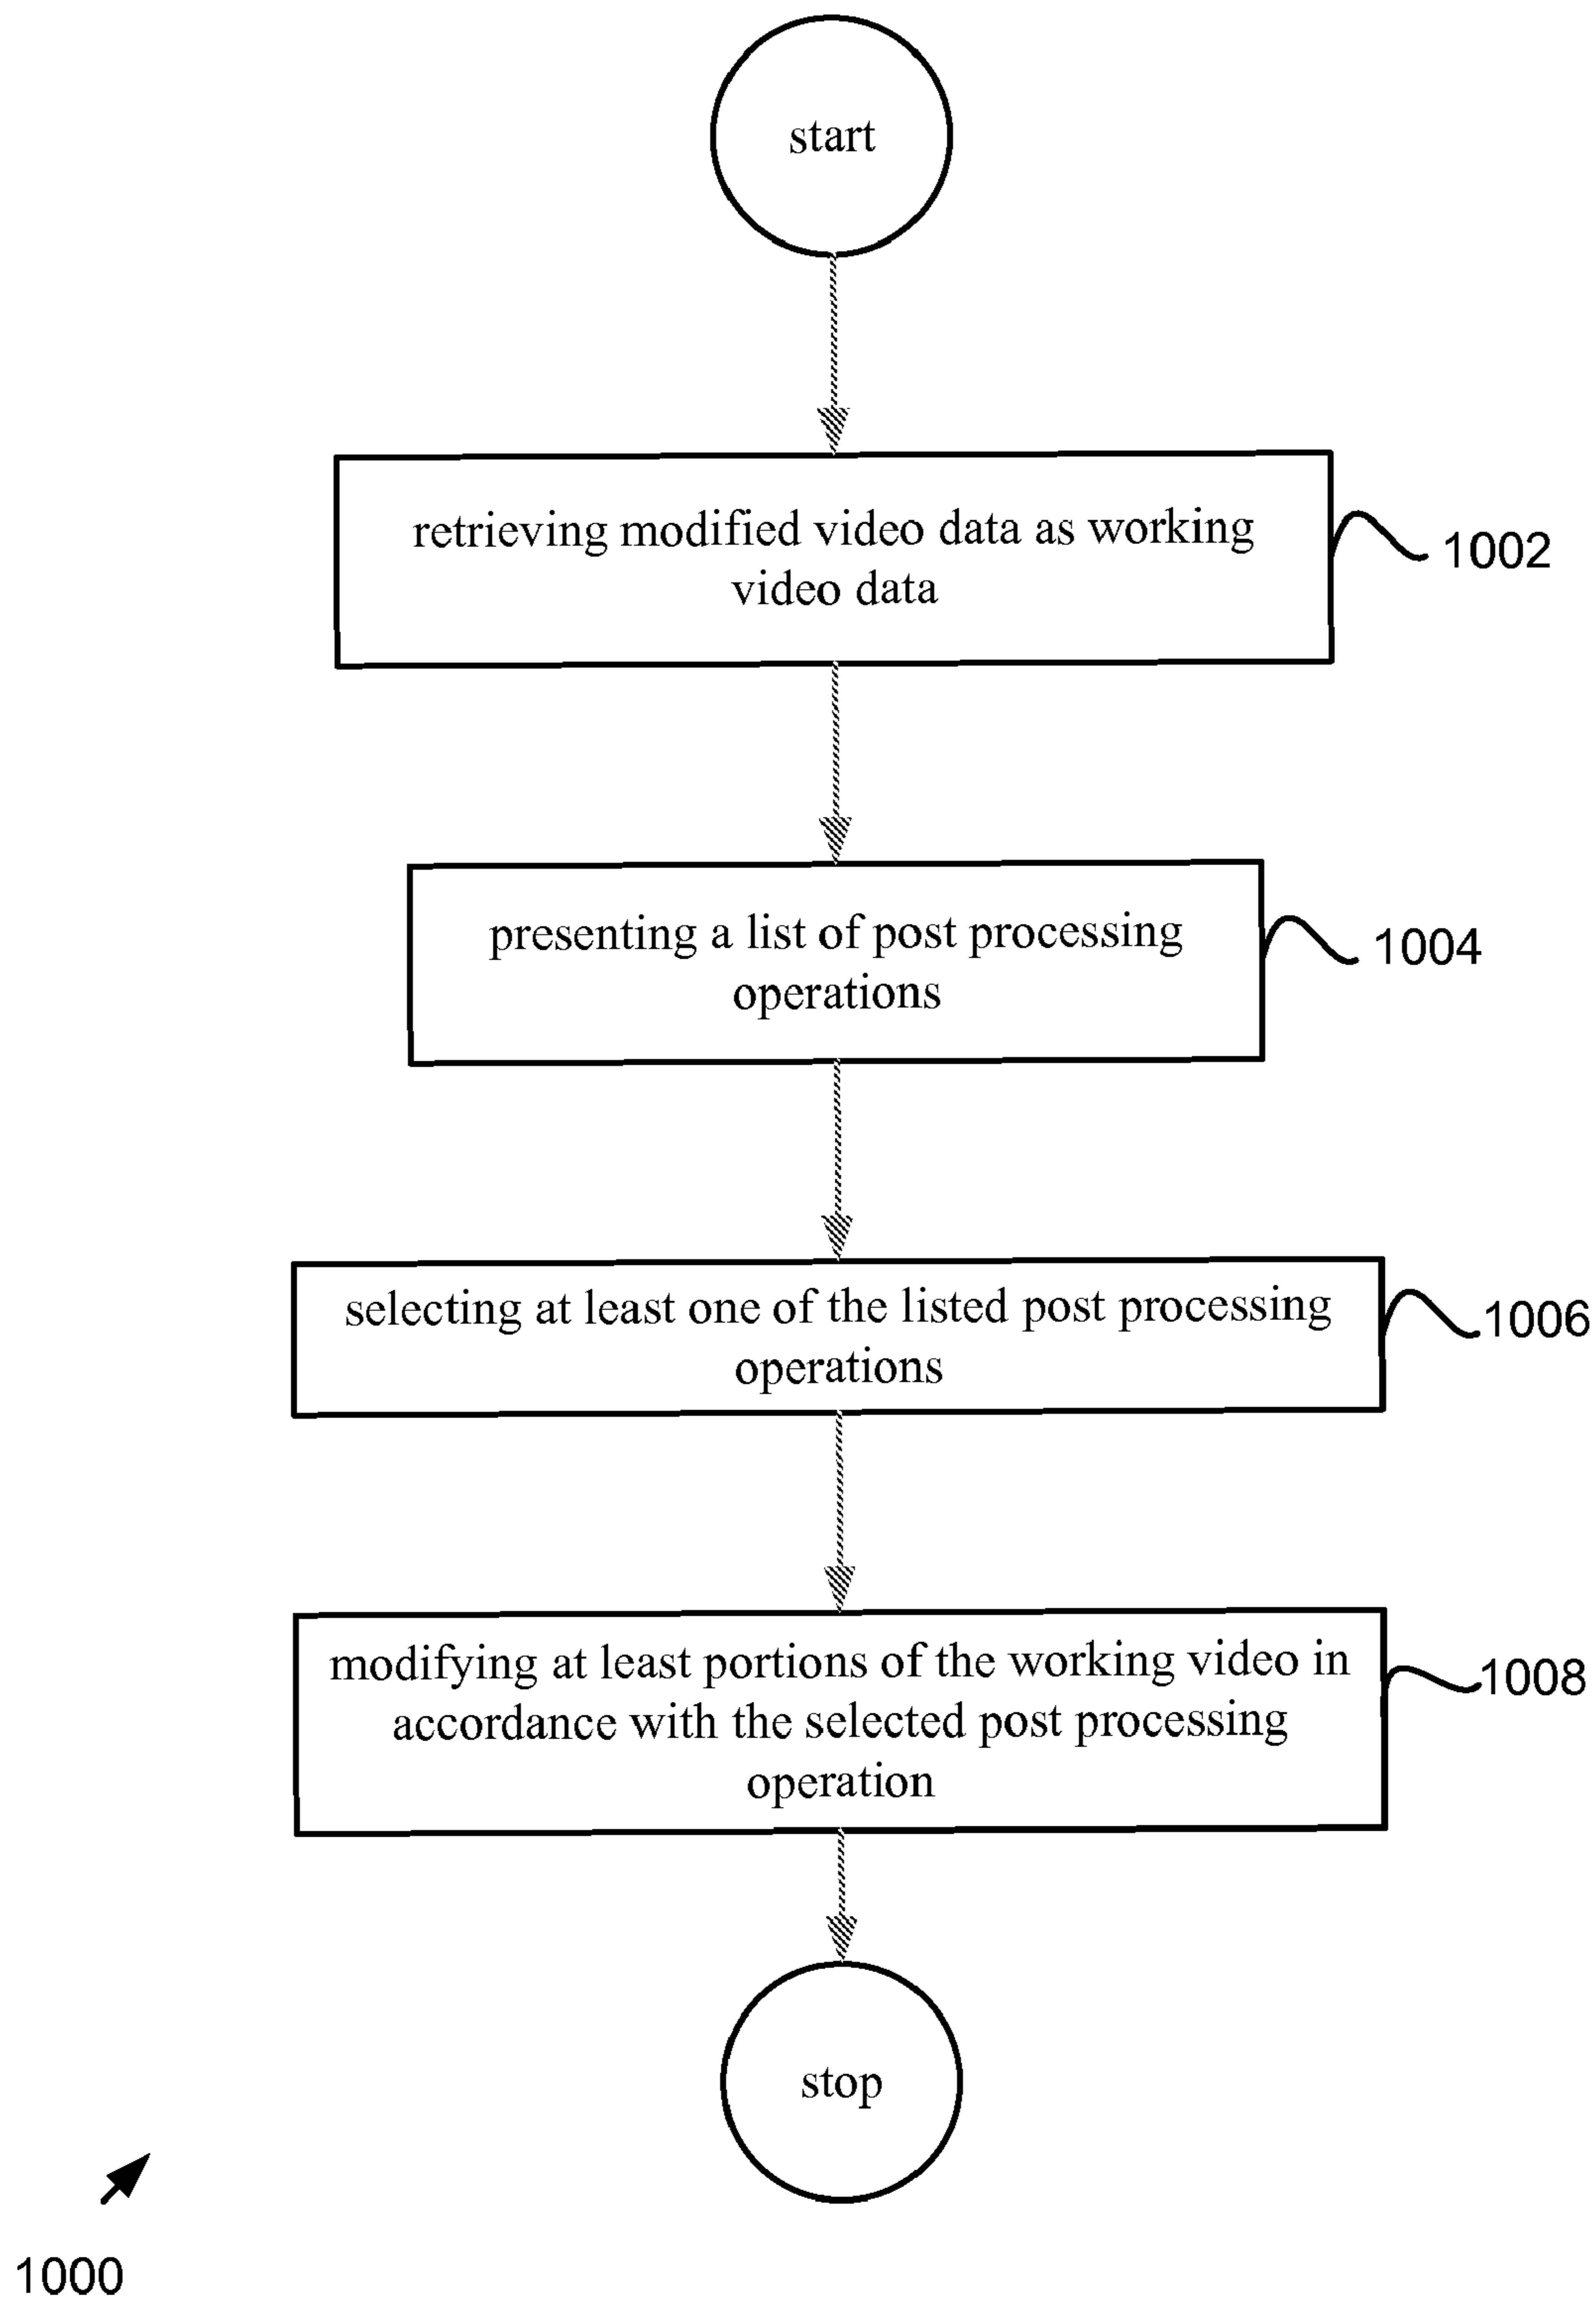 start
retrieving modified video data as working
video data
1002
presenting a list of post processing
operations
1004
selecting at least one of the listed post processing
operations
1006
modifying at least portions of the working video in
accordance with the selected post processing
operation
1008
stop
1000